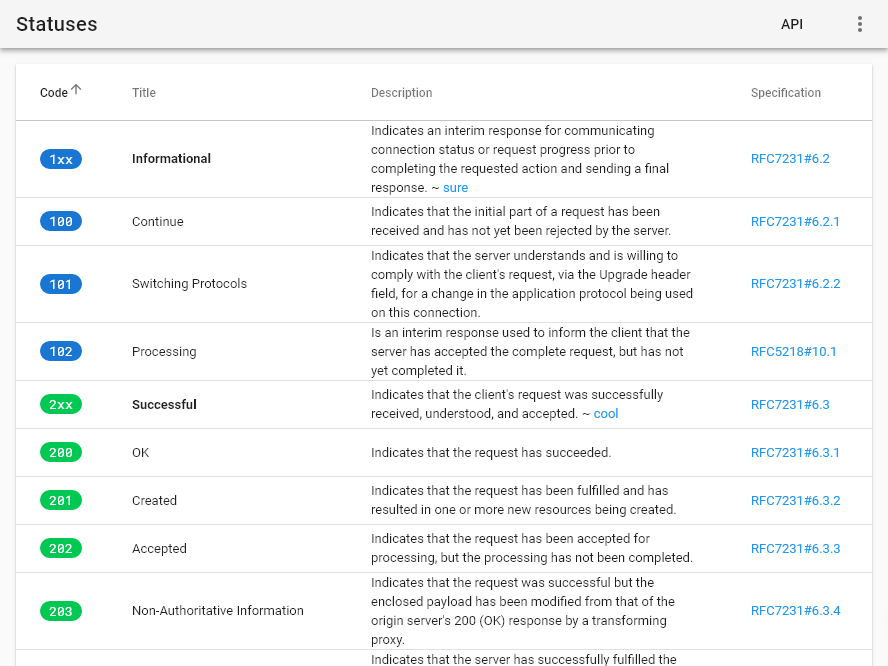 Statuses
API
Code Title Description Specification
1xx Informational Indicates an interim response for communicating
connection status or request progress prior to
completing the requested action and sending a final
response. ~ sure RFC7231#6.2
100 Continue Indicates that the initial part of a request has been
received and has not yet been rejected by the server. RFC7231#6.2.1
101 Switching Protocols Indicates that the server understands and is willing to
comply with the client's request, via the Upgrade header
field, for a change in the application protocol being used
on this connection. RFC7231#6.2.2
102 Processing Is an interim response used to inform the client that the
server has accepted the complete request, but has not
yet completed it. RFC5218#10.1
2xx Successful Indicates that the client's request was successfully
received, understood, and accepted. ~ cool RFC7231#6.3
200 OK Indicates that the request has succeeded. RFC7231#6.3.1
201 Created Indicates that the request has been fulfilled and has
resulted in one or more new resources being created. RFC7231#6.3.2
202 Accepted Indicates that the request has been accepted for
processing, but the processing has not been completed. RFC7231#6.3.3
203 Non-Authoritative Information Indicates that the request was successful but the
enclosed payload has been modified from that of the
origin server's 200 (OK) response by a transforming
proxy. RFC7231#6.3.4
Indicates that the server has successfully fulfilled the